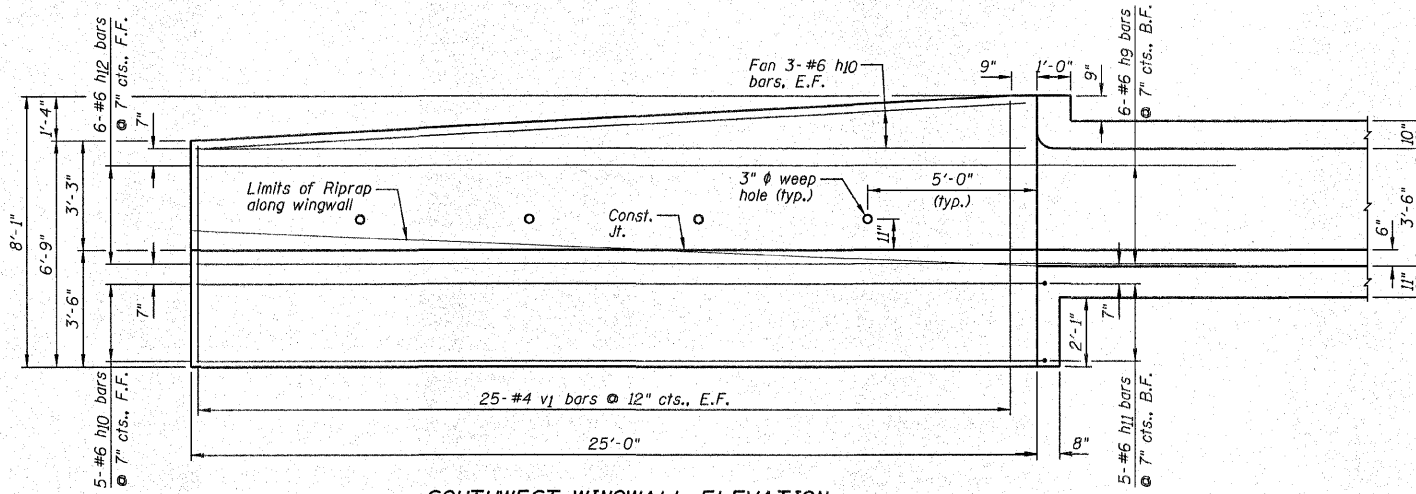 6-#6 h12 bars
@ 7" cts., F.F.
6-#6 h9 bars
@ 7" cts., B.F.
Fan 3-#6 h10
bars, E.F.
9"
1'-0"
9"
1'-4"
7"
10"
8'-1"
6'-9"
3'-3"
3'-6"
Limits of Riprap
along wingwall
Const.
Jt.
3" ϕ weep
hole (typ.)
5'-0"
(typ.)
11"
3'-6"
6"
7"
7"
11"
2'-1"
25-#4 v1 bars @ 12" cts., E.F.
25'-0"
8"
5-#6 h10 bars
@ 7" cts., F.F.
5-#6 h11 bars
@ 7" cts., B.F.